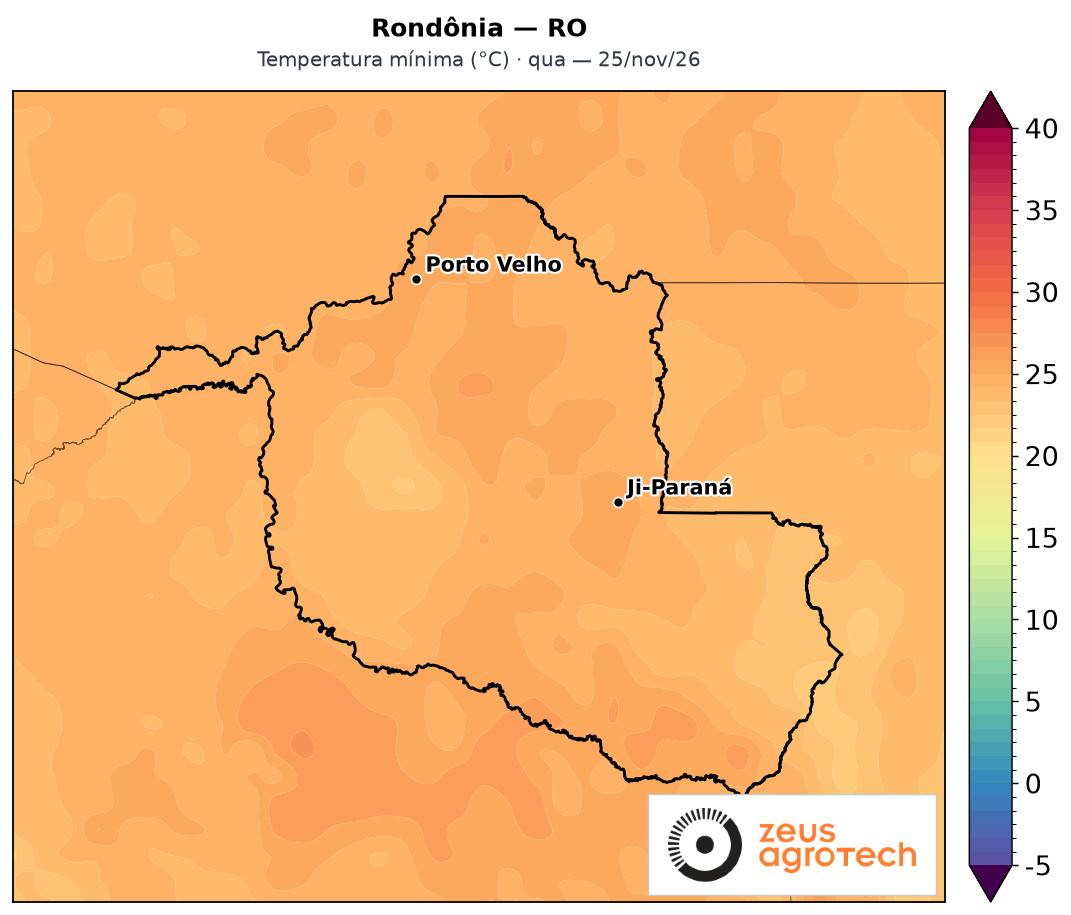 Rondônia — RO
Temperatura mínima (°C) · qua — 25/nov/26
Porto Velho
Ji-Paraná
40
35
30
25
20
15
10
5
0
-5
zeus
agrotech